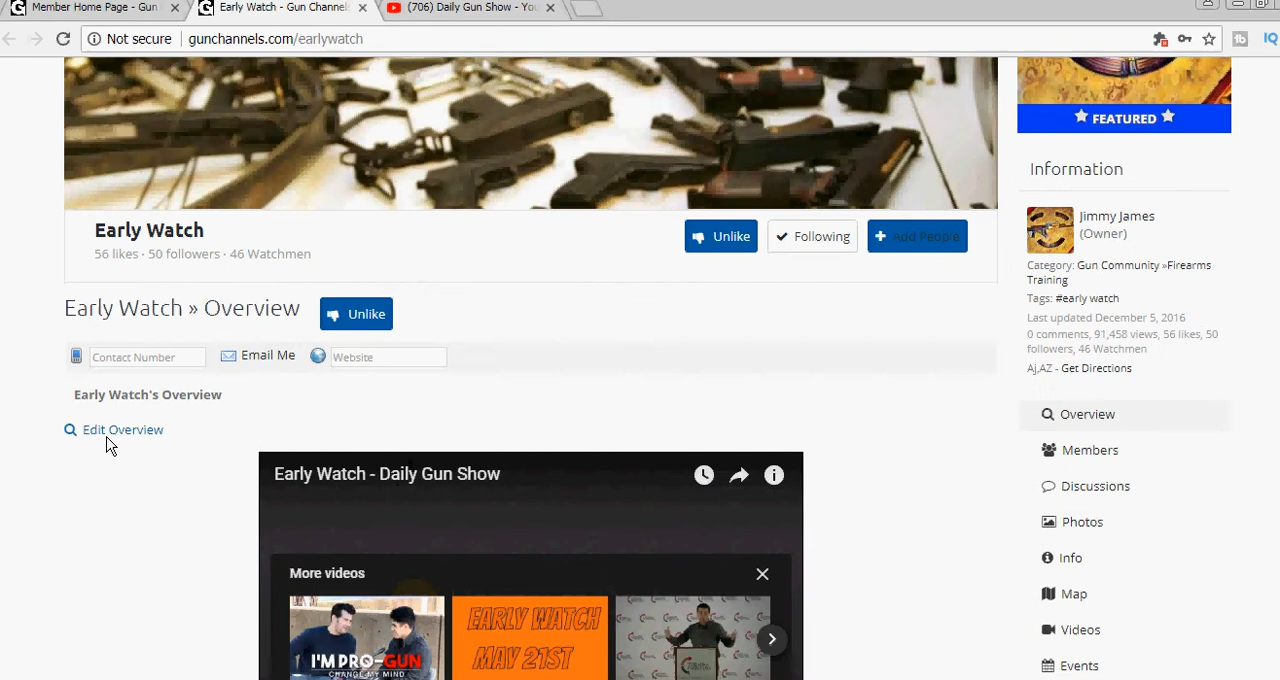 Member Home Page - Gun
Early Watch - Gun Channels
(706) Daily Gun Show - Yo
Not secure
gunchannels.com/earlywatch
IQ
FEATURED
Early Watch
56 likes · 50 followers · 46 Watchmen
Unlike
Following
Add People
Early Watch » Overview
Unlike
Contact Number
Email Me
Website
Early Watch's Overview
Edit Overview
Early Watch - Daily Gun Show
More videos
I'M PRO-GUN
CHANGE MY MIND
EARLY WATCH
MAY 21ST
Information
Jimmy James
(Owner)
Category: Gun Community »Firearms
Training
Tags: #early watch
Last updated December 5, 2016
0 comments, 91,458 views, 56 likes, 50
followers, 46 Watchmen
Aj,AZ - Get Directions
Overview
Members
Discussions
Photos
Info
Map
Videos
Events